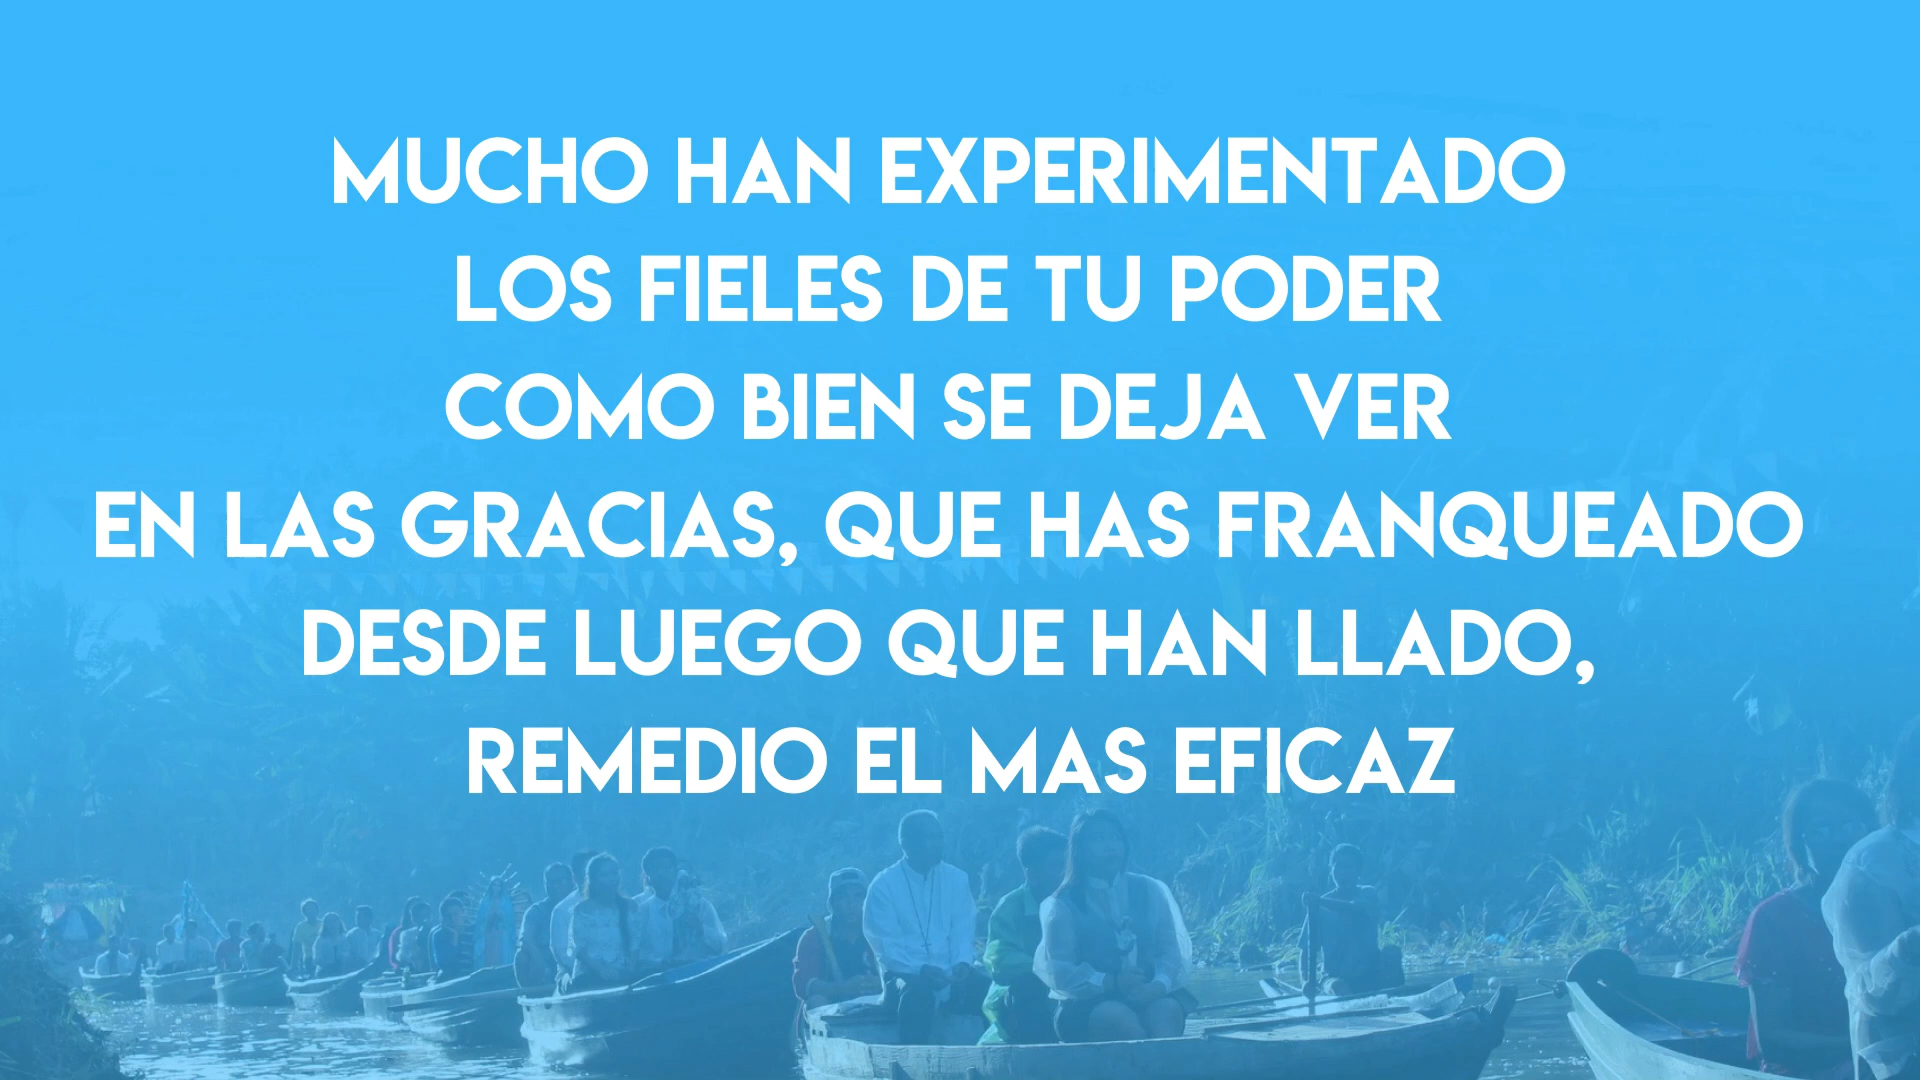 MUCHO HAN EXPERIMENTADO
LOS FIELES DE TU PODER
COMO BIEN SE DEJA VER
EN LAS GRACIAS, QUE HAS FRANQUEADO
DESDE LUEGO QUE HAN LLADO,
REMEDIO EL MAS EFICAZ